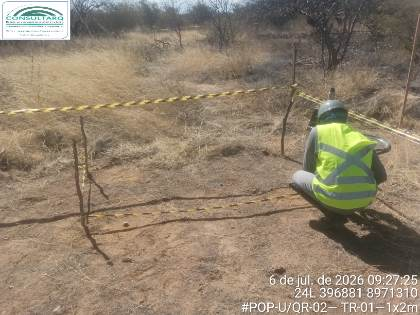 CONSULTARQ
6 de jul. de 2026 09:27:25
24L 396881 8971310
#POP-U/QR-02— TR-01—1x2m